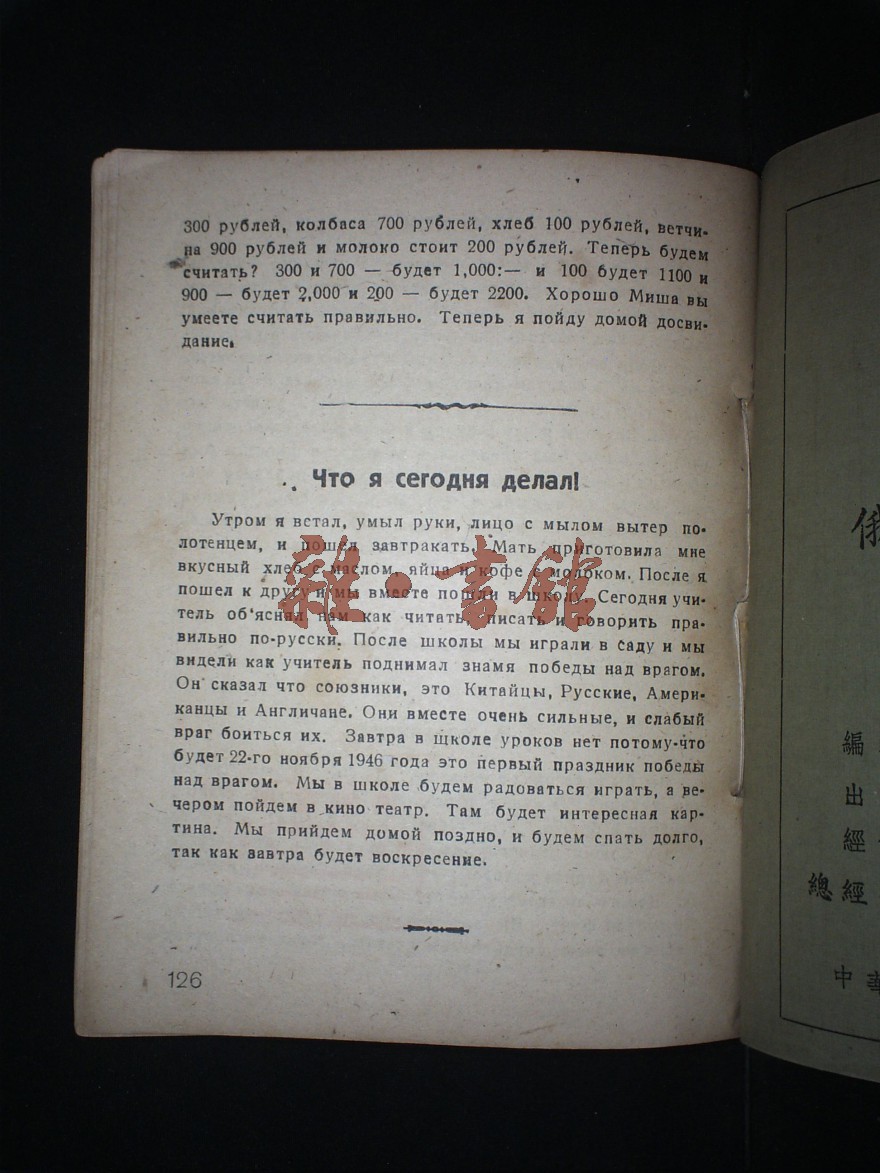 300 рублей, колбаса 700 рублей, хлеб 100 рублей, ветчи-
на 900 рублей и молоко стоит 200 рублей. Теперь будем
считать? 300 и 700 — будет 1,000:— и 100 будет 1100 и
900 — будет 2,000 и 200 — будет 2200. Хорошо Миша вы
умеете считать правильно. Теперь я пойду домой досви-
дание.
Что я сегодня делал!
Утром я встал, умыл руки, лицо с мылом вытер по-
лотенцем, и пошел завтракать. Мать приготовила мне
вкусный хлеб с маслом, яйца и кофе с молоком. После я
пошел к другу и мы вместе пошли в школу. Сегодня учи-
тель об'яснял нам как читать, писать и говорить пра-
вильно по-русски. После школы мы играли в саду и мы
видели как учитель поднимал знамя победы над врагом.
Он сказал что союзники, это Китайцы, Русские, Амери-
канцы и Англичане. Они вместе очень сильные, и слабый
враг боиться их. Завтра в щколе уроков нет потому-что
будет 22-го ноября 1946 года это первый праздник победы
над врагом. Мы в школе будем радоваться играть, а ве-
чером пойдем в кино театр. Там будет интересная кар-
тина. Мы прийдем домой поздно, и будем спать долго,
так как завтра будет воскресение.
126
雜·書館
俄
編
出
經
總經
中華